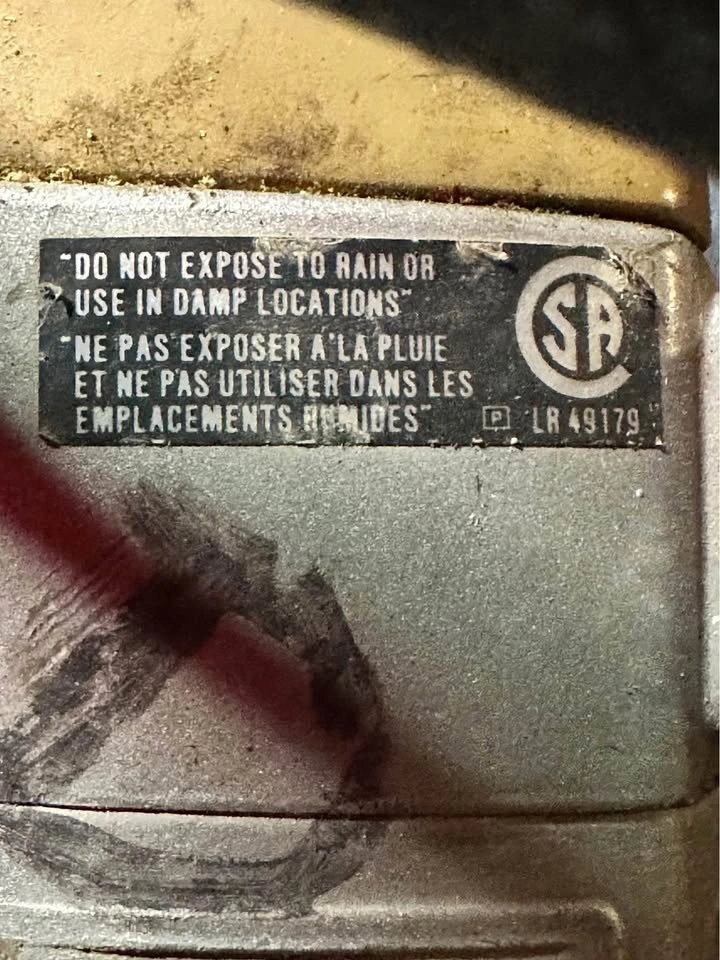 "DO NOT EXPOSE TO RAIN OR
USE IN DAMP LOCATIONS"
"NE PAS EXPOSER A'LA PLUIE
ET NE PAS UTILISER DANS LES
EMPLACEMENTS HUMIDES"
P LR 49179
CSA